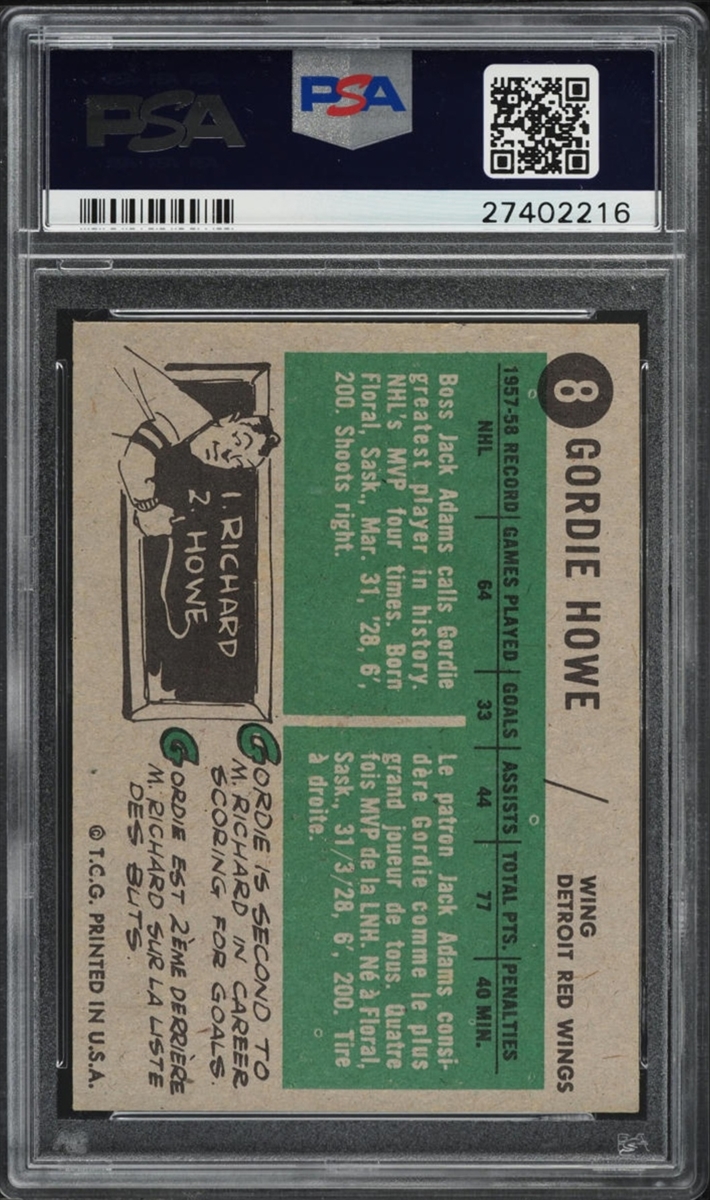 PSA
PSA
27402216
8 GORDIE HOWE / WING
DETROIT RED WINGS
1957-58 RECORD GAMES PLAYED GOALS ASSISTS TOTAL PTS. PENALTIES
NHL 64 33 44 77 40 MIN.
Boss Jack Adams calls Gordie
greatest player in history.
NHL's MVP four times. Born
Floral, Sask., Mar. 31, '28, 6',
200. Shoots right.
Le patron Jack Adams consi-
dère Gordie comme le plus
grand joueur de tous. Quatre
fois MVP de la LNH. Né à Floral,
Sask., 31/3/28, 6', 200. Tire
à droite.
1. RICHARD
2. HOWE
GORDIE IS SECOND TO
M. RICHARD IN CAREER
SCORING FOR GOALS.
GORDIE EST 2ÈME DERRIÈRE
M. RICHARD SUR LA LISTE
DES BUTS.
© T.C.G. PRINTED IN U.S.A.